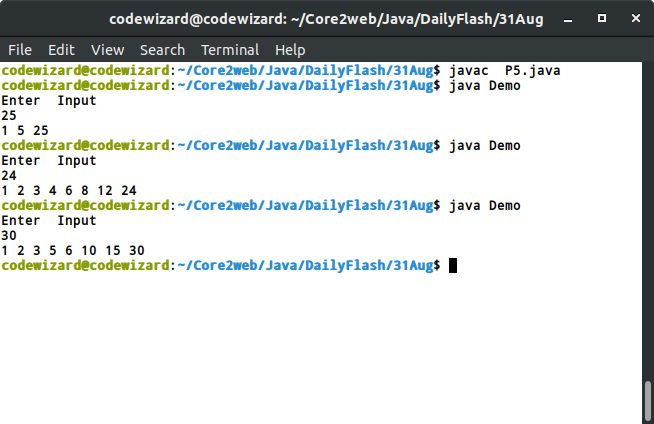 codewizard@codewizard: ~/Core2web/Java/DailyFlash/31Aug
File Edit View Search Terminal Help
codewizard@codewizard:~/Core2web/Java/DailyFlash/31Aug$ javac  P5.java
codewizard@codewizard:~/Core2web/Java/DailyFlash/31Aug$ java Demo
Enter  Input
25
1 5 25
codewizard@codewizard:~/Core2web/Java/DailyFlash/31Aug$ java Demo
Enter  Input
24
1 2 3 4 6 8 12 24
codewizard@codewizard:~/Core2web/Java/DailyFlash/31Aug$ java Demo
Enter  Input
30
1 2 3 5 6 10 15 30
codewizard@codewizard:~/Core2web/Java/DailyFlash/31Aug$